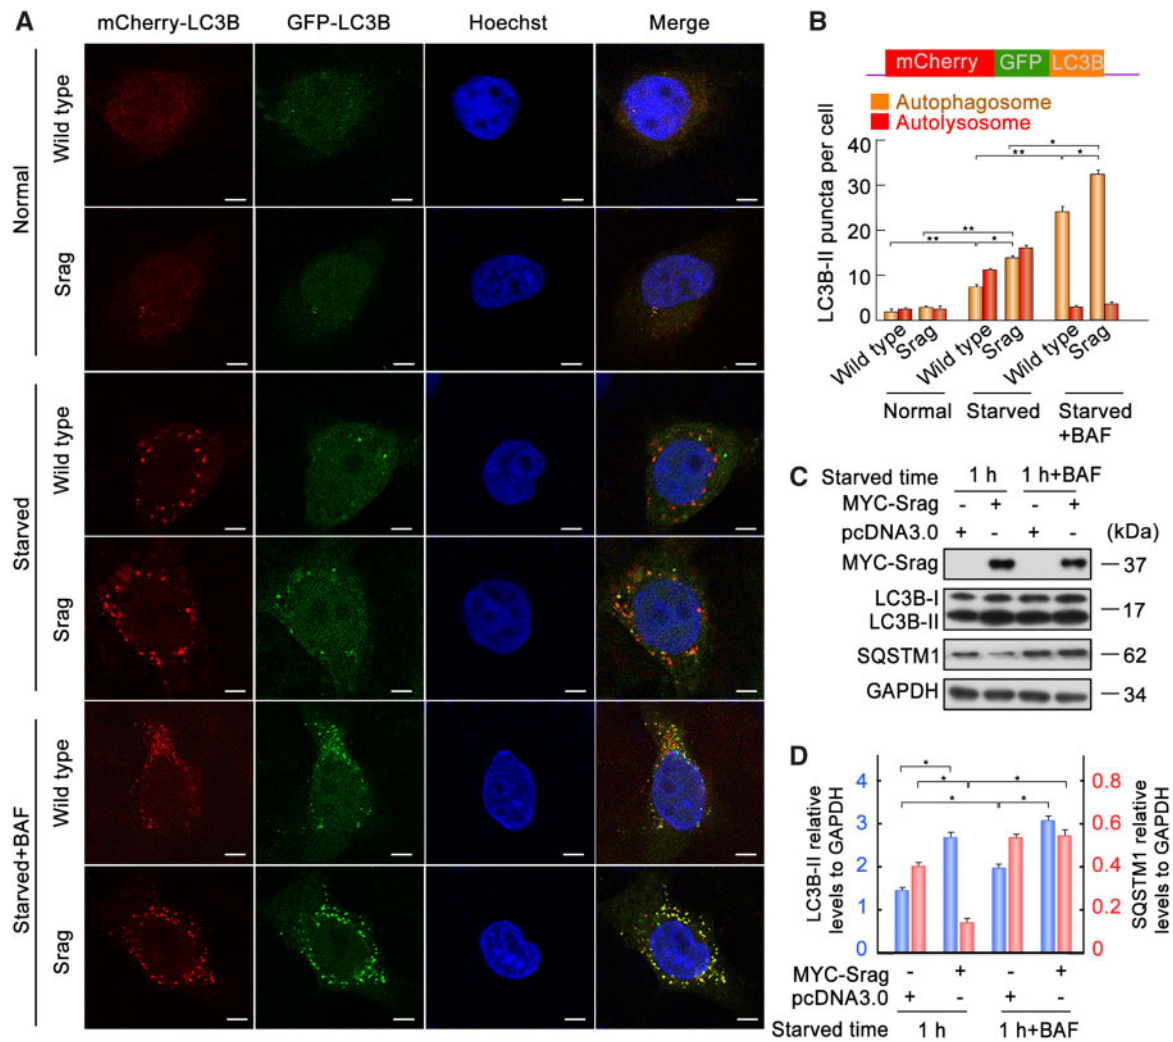 A
mCherry-LC3B GFP-LC3B Hoechst Merge
Normal
Wild type
Srag
Starved
Wild type
Srag
Starved+BAF
Wild type
Srag
B
mCherry GFP LC3B
Autophagosome
Autolysosome
LC3B-II puncta per cell
40
30
20
10
0
** * ** * ** * ** *
Wild type Srag Wild type Srag Wild type Srag
Normal Starved Starved
+BAF
C
Starved time 1 h 1 h+BAF
MYC-Srag - + - +
pcDNA3.0 + - + - (kDa)
MYC-Srag 37
LC3B-I
LC3B-II 17
SQSTM1 62
GAPDH 34
D
LC3B-II relative
levels to GAPDH
4
3
2
1
0
* * * * *
0.8
0.6
0.4
0.2
0
SQSTM1 relative
levels to GAPDH
MYC-Srag - + - +
pcDNA3.0 + - + -
Starved time 1 h 1 h+BAF